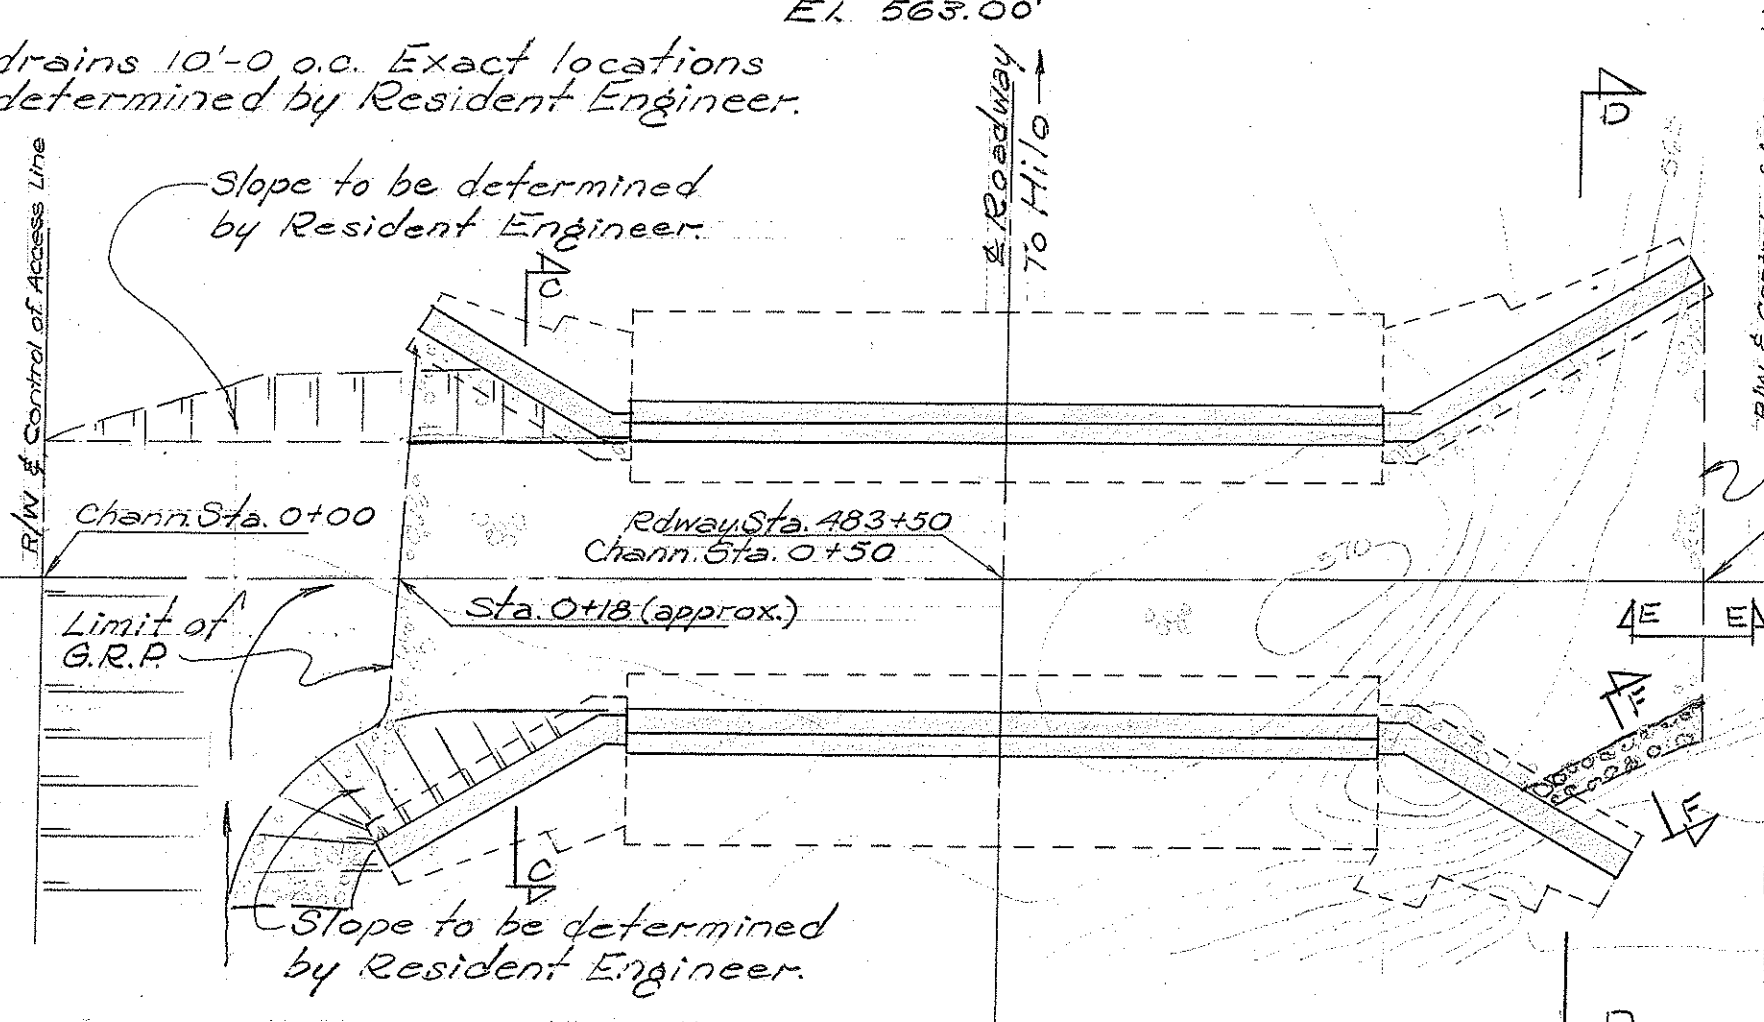 El. 563.00'
drains 10'-0 o.c. Exact locations
determined by Resident Engineer.
R/W & Control of Access Line
Slope to be determined
by Resident Engineer.
℄ Roadway
To Hilo
D
C
Chann. Sta. 0+00
Rdway. Sta. 483+50
Chann. Sta. 0+50
570
Sta. 0+18 (approx.)
Limit of
G.R.P.
E E
F
F
C
Slope to be determined
by Resident Engineer.
R/W &